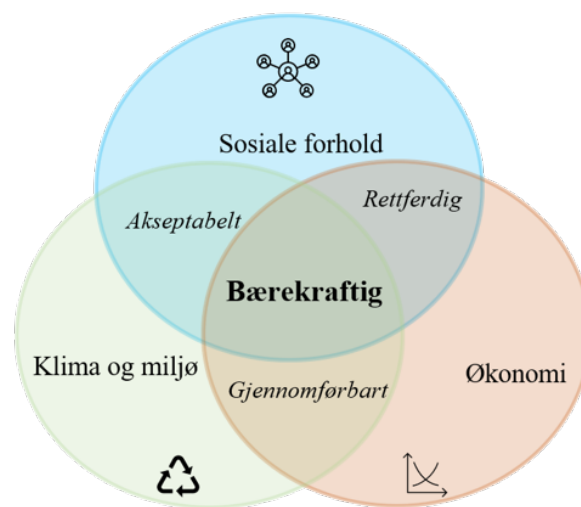 Sosiale forhold
Akseptabelt
Rettferdig
Bærekraftig
Klima og miljø
Gjennomførbart
Økonomi